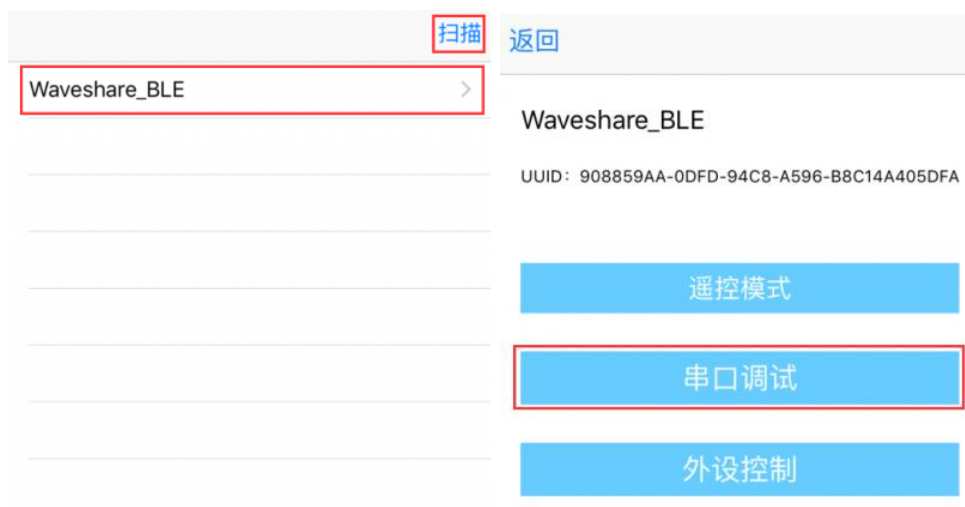 扫描
Waveshare_BLE
返回
Waveshare_BLE
UUID: 908859AA-0DFD-94C8-A596-B8C14A405DFA
遥控模式
串口调试
外设控制